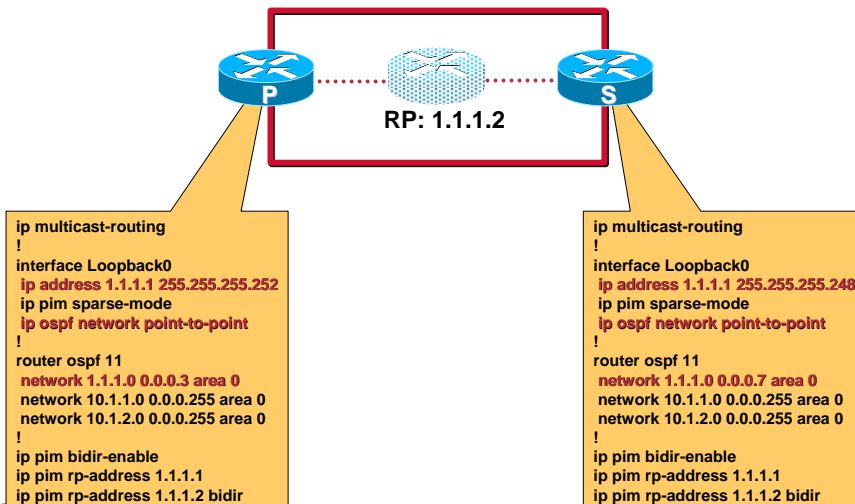 P
S
RP: 1.1.1.2
ip multicast-routing
!
interface Loopback0
ip address 1.1.1.1 255.255.255.252
ip pim sparse-mode
ip ospf network point-to-point
!
router ospf 11
network 1.1.1.0 0.0.0.3 area 0
network 10.1.1.0 0.0.0.255 area 0
network 10.1.2.0 0.0.0.255 area 0
!
ip pim bidir-enable
ip pim rp-address 1.1.1.1
ip pim rp-address 1.1.1.2 bidir
ip multicast-routing
!
interface Loopback0
ip address 1.1.1.1 255.255.255.248
ip pim sparse-mode
ip ospf network point-to-point
!
router ospf 11
network 1.1.1.0 0.0.0.7 area 0
network 10.1.1.0 0.0.0.255 area 0
network 10.1.2.0 0.0.0.255 area 0
!
ip pim bidir-enable
ip pim rp-address 1.1.1.1
ip pim rp-address 1.1.1.2 bidir